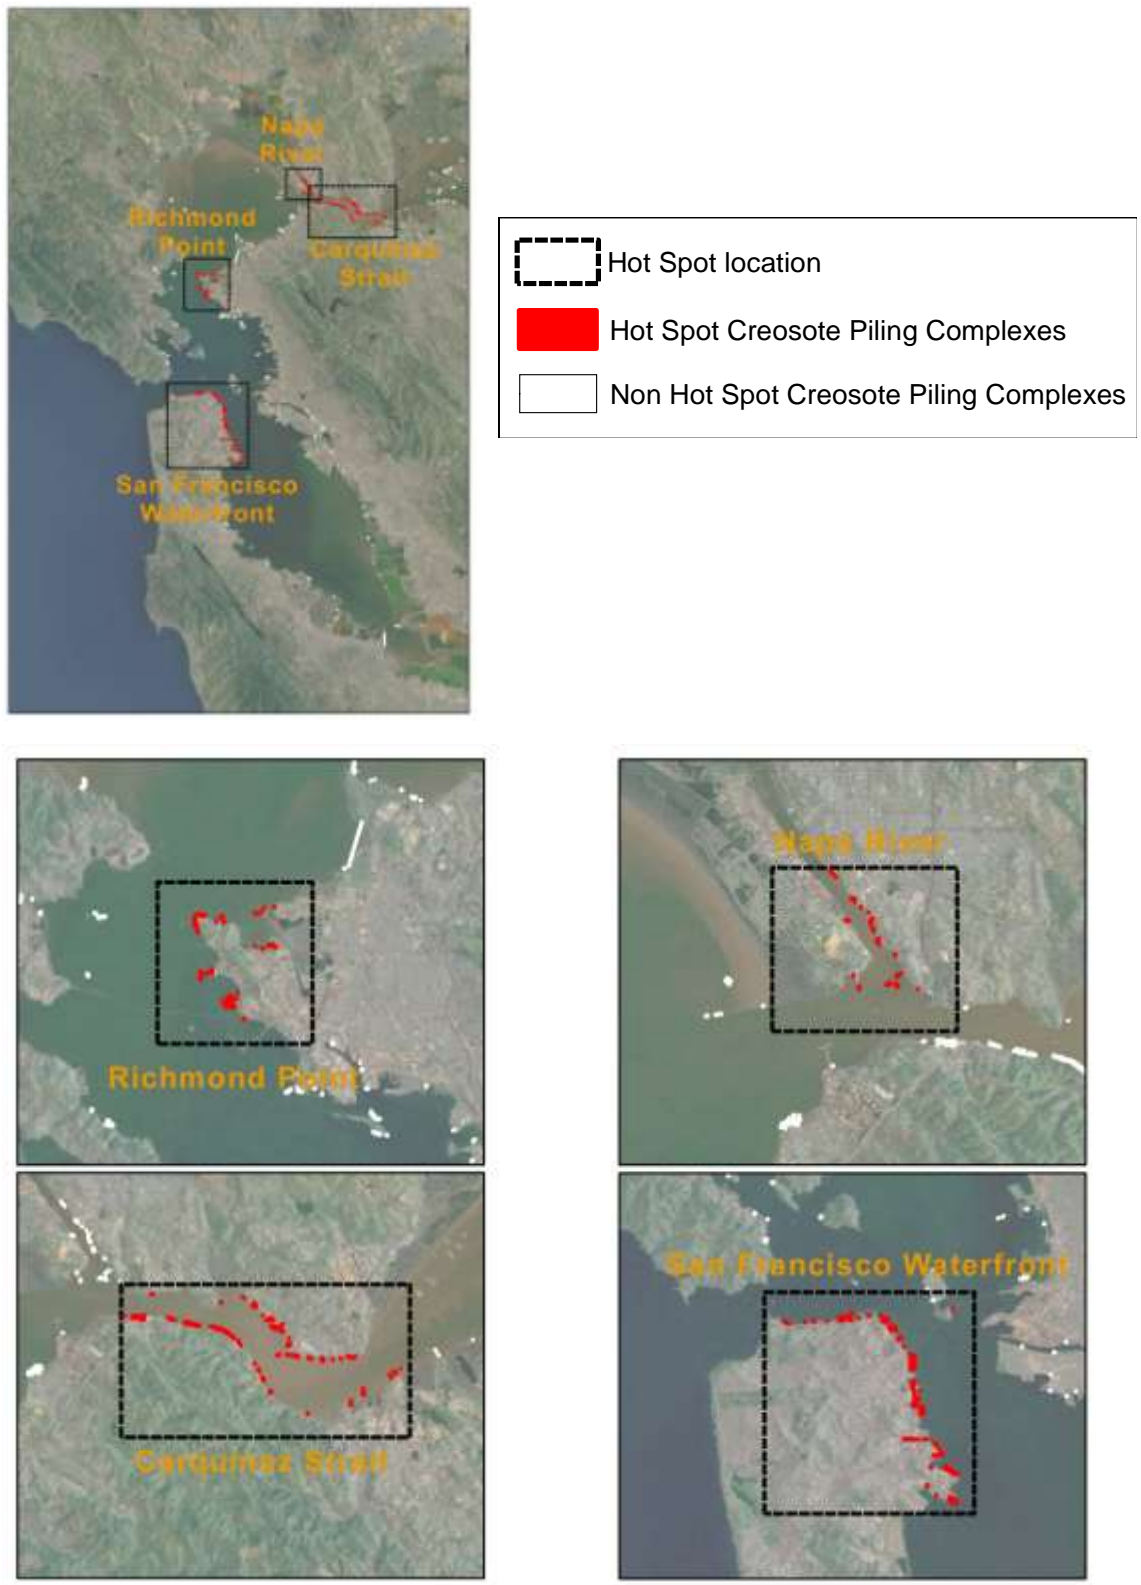 Napa
River
Richmond
Point
Carquinez
Strait
San Francisco
Waterfront
Hot Spot location
Hot Spot Creosote Piling Complexes
Non Hot Spot Creosote Piling Complexes
Richmond Point
Napa River
Carquinez Strait
San Francisco Waterfront